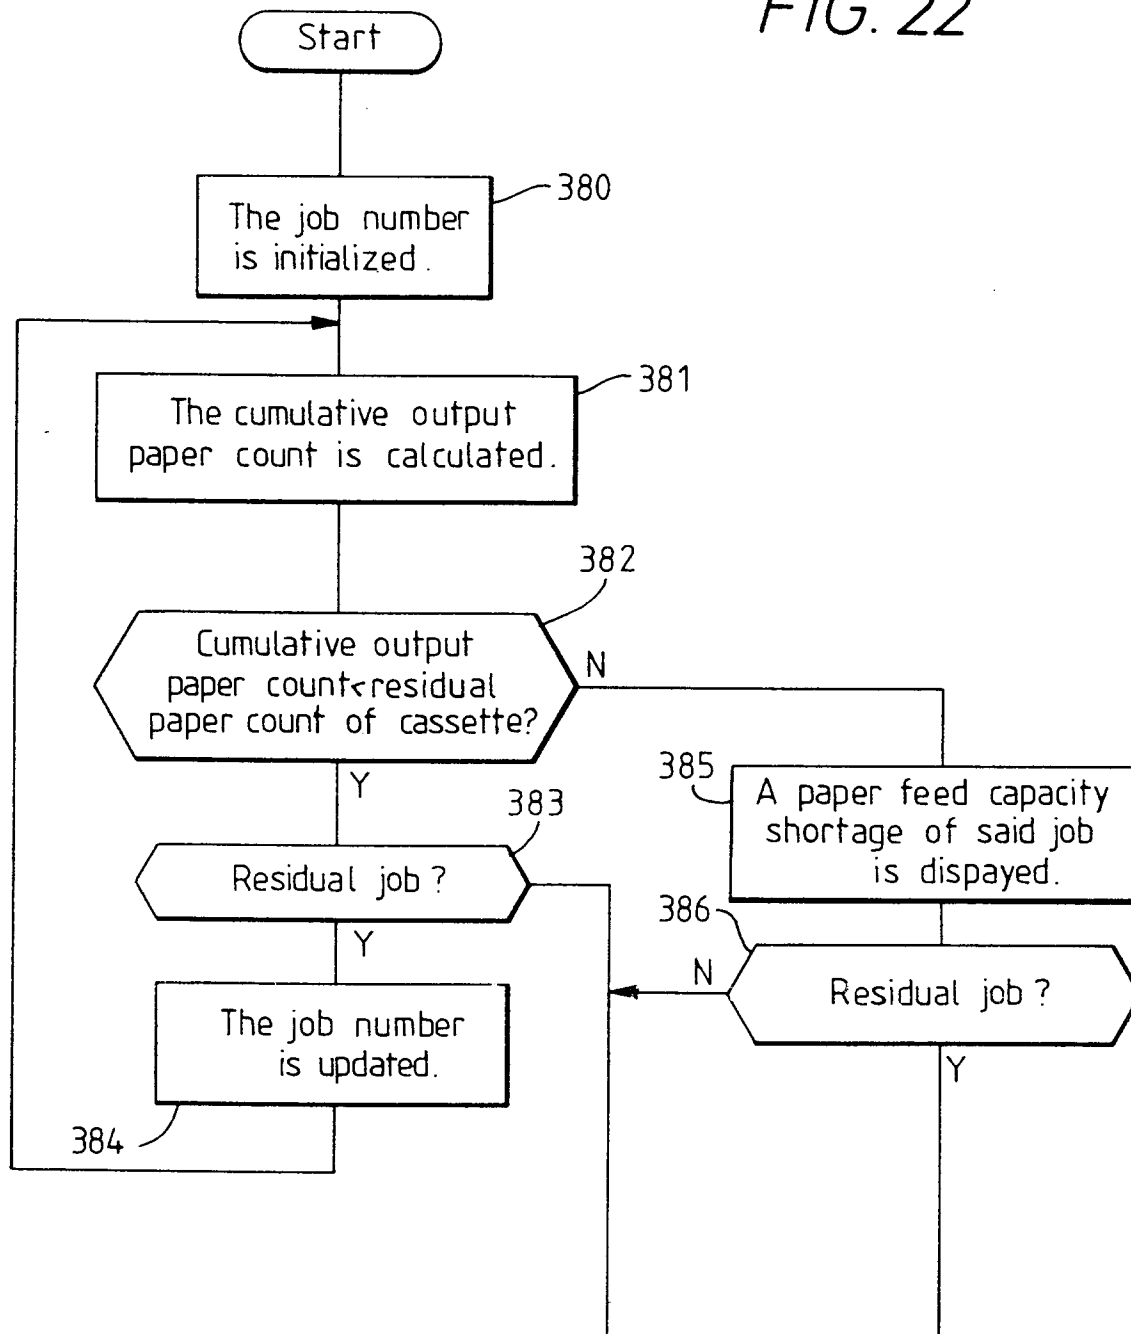 FIG. 22
Start
380
The job number
is initialized.
381
The cumulative output
paper count is calculated.
382
Cumulative output
paper count<residual
paper count of cassette?
N
Y
385
A paper feed capacity
shortage of said job
is dispayed.
383
Residual job?
Y
386
N
Residual job?
Y
The job number
is updated.
384